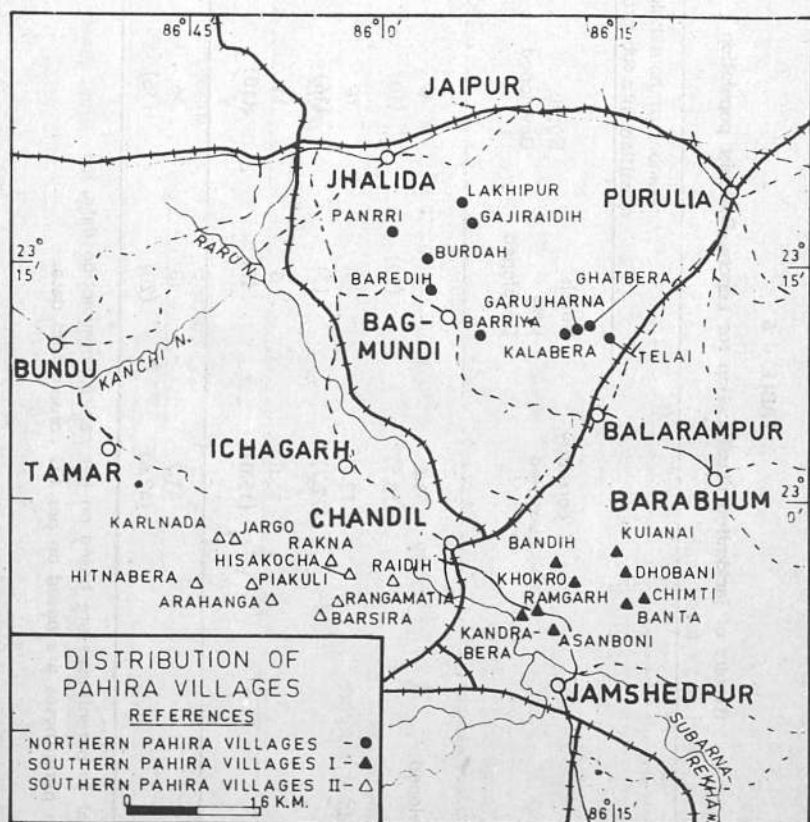 86° 45'
86° 10'
86° 15'
JAIPUR
JHALIDA
LAKHIPUR
PURULIA
PANRRI
GAJIRAIDIH
RARU N.
BURDAH
23° 15'
23° 15'
GHATBERA
BAREDIH
GARUJHARNA
BAG-
MUNDI
BARRIYA
KALABERA
TELAI
BUNDU
KANCHI N.
BALARAMPUR
ICHAGARH
TAMAR
BARABHUM
23° 0'
KARLNADA
JARGO
CHANDIL
RAKNA
BANDIH
KUIANAI
HISAKOCHA
RAIDIH
DHOBANI
HITNABERA
PIAKULI
KHOKRO
CHIMTI
ARAHANGA
RANGAMATIA
RAMGARH
BARSIRA
BANTA
KANDRA-
BERA
ASANBONI
JAMSHEDPUR
SUBARNA-
REKHA N.
DISTRIBUTION OF
PAHIRA VILLAGES
REFERENCES
NORTHERN PAHIRA VILLAGES - ●
SOUTHERN PAHIRA VILLAGES I - ▲
SOUTHERN PAHIRA VILLAGES II - △
0 16 K.M.
86° 15'